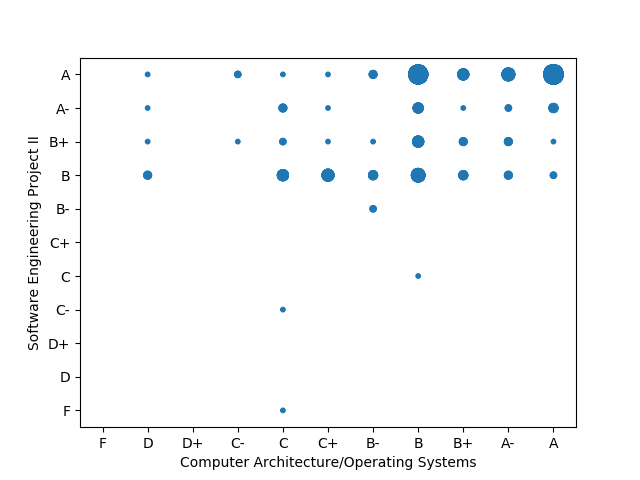 Software Engineering Project II
A
A-
B+
B
B-
C+
C
C-
D+
D
F
F D D+ C- C C+ B- B B+ A- A
Computer Architecture/Operating Systems